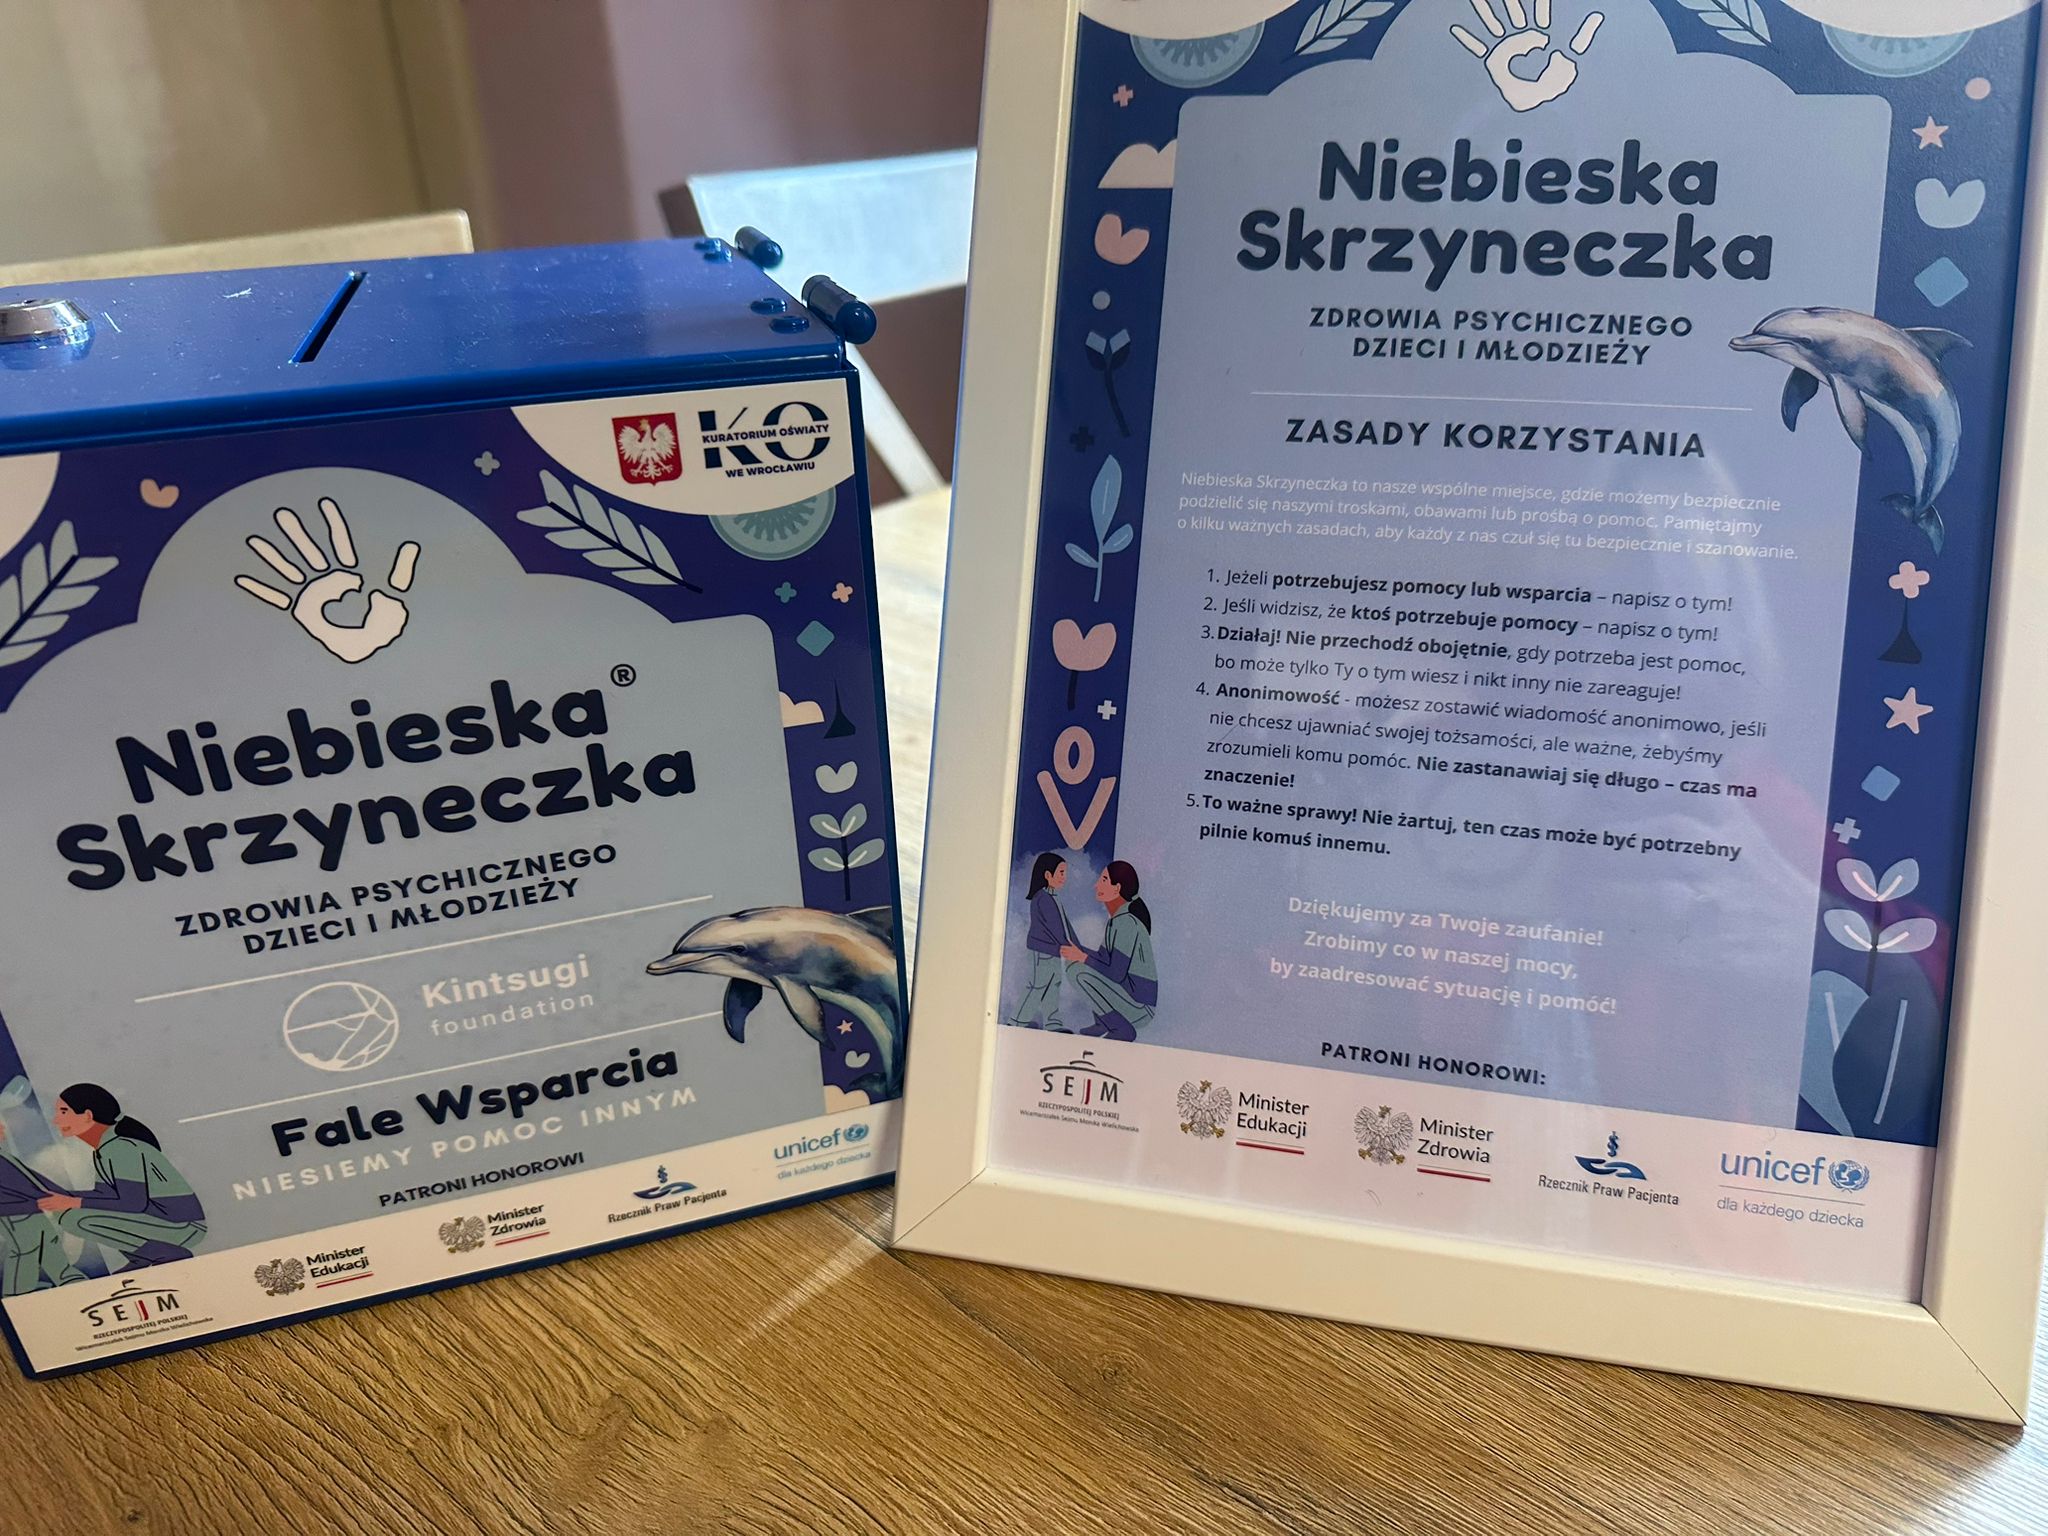 KO
KURATORIUM OŚWIATY
WE WROCŁAWIU
Niebieska®
Skrzyneczka
ZDROWIA PSYCHICZNEGO
DZIECI I MŁODZIEŻY
Kintsugi
foundation
Fale Wsparcia
NIESIEMY POMOC INNYM
PATRONI HONOROWI
SEJM
RZECZYPOSPOLITEJ POLSKIEJ
Wicemarszałek Sejmu Monika Wielichowska
Minister
Edukacji
Minister
Zdrowia
Rzecznik Praw Pacjenta
unicef
dla każdego dziecka
Niebieska
Skrzyneczka
ZDROWIA PSYCHICZNEGO
DZIECI I MŁODZIEŻY
ZASADY KORZYSTANIA
Niebieska Skrzyneczka to nasze wspólne miejsce, gdzie możemy bezpiecznie
podzielić się naszymi troskami, obawami lub prośbą o pomoc. Pamiętajmy
o kilku ważnych zasadach, aby każdy z nas czuł się tu bezpiecznie i szanowanie.
1. Jeżeli potrzebujesz pomocy lub wsparcia – napisz o tym!
2. Jeśli widzisz, że ktoś potrzebuje pomocy – napisz o tym!
3. Działaj! Nie przechodź obojętnie, gdy potrzeba jest pomoc,
bo może tylko Ty o tym wiesz i nikt inny nie zareaguje!
4. Anonimowość - możesz zostawić wiadomość anonimowo, jeśli
nie chcesz ujawniać swojej tożsamości, ale ważne, żebyśmy
zrozumieli komu pomóc. Nie zastanawiaj się długo – czas ma
znaczenie!
5. To ważne sprawy! Nie żartuj, ten czas może być potrzebny
pilnie komuś innemu.
Dziękujemy za Twoje zaufanie!
Zrobimy co w naszej mocy,
by zaadresować sytuację i pomóc!
PATRONI HONOROWI:
SEJM
RZECZYPOSPOLITEJ POLSKIEJ
Wicemarszałek Sejmu Monika Wielichowska
Minister
Edukacji
Minister
Zdrowia
Rzecznik Praw Pacjenta
unicef
dla każdego dziecka